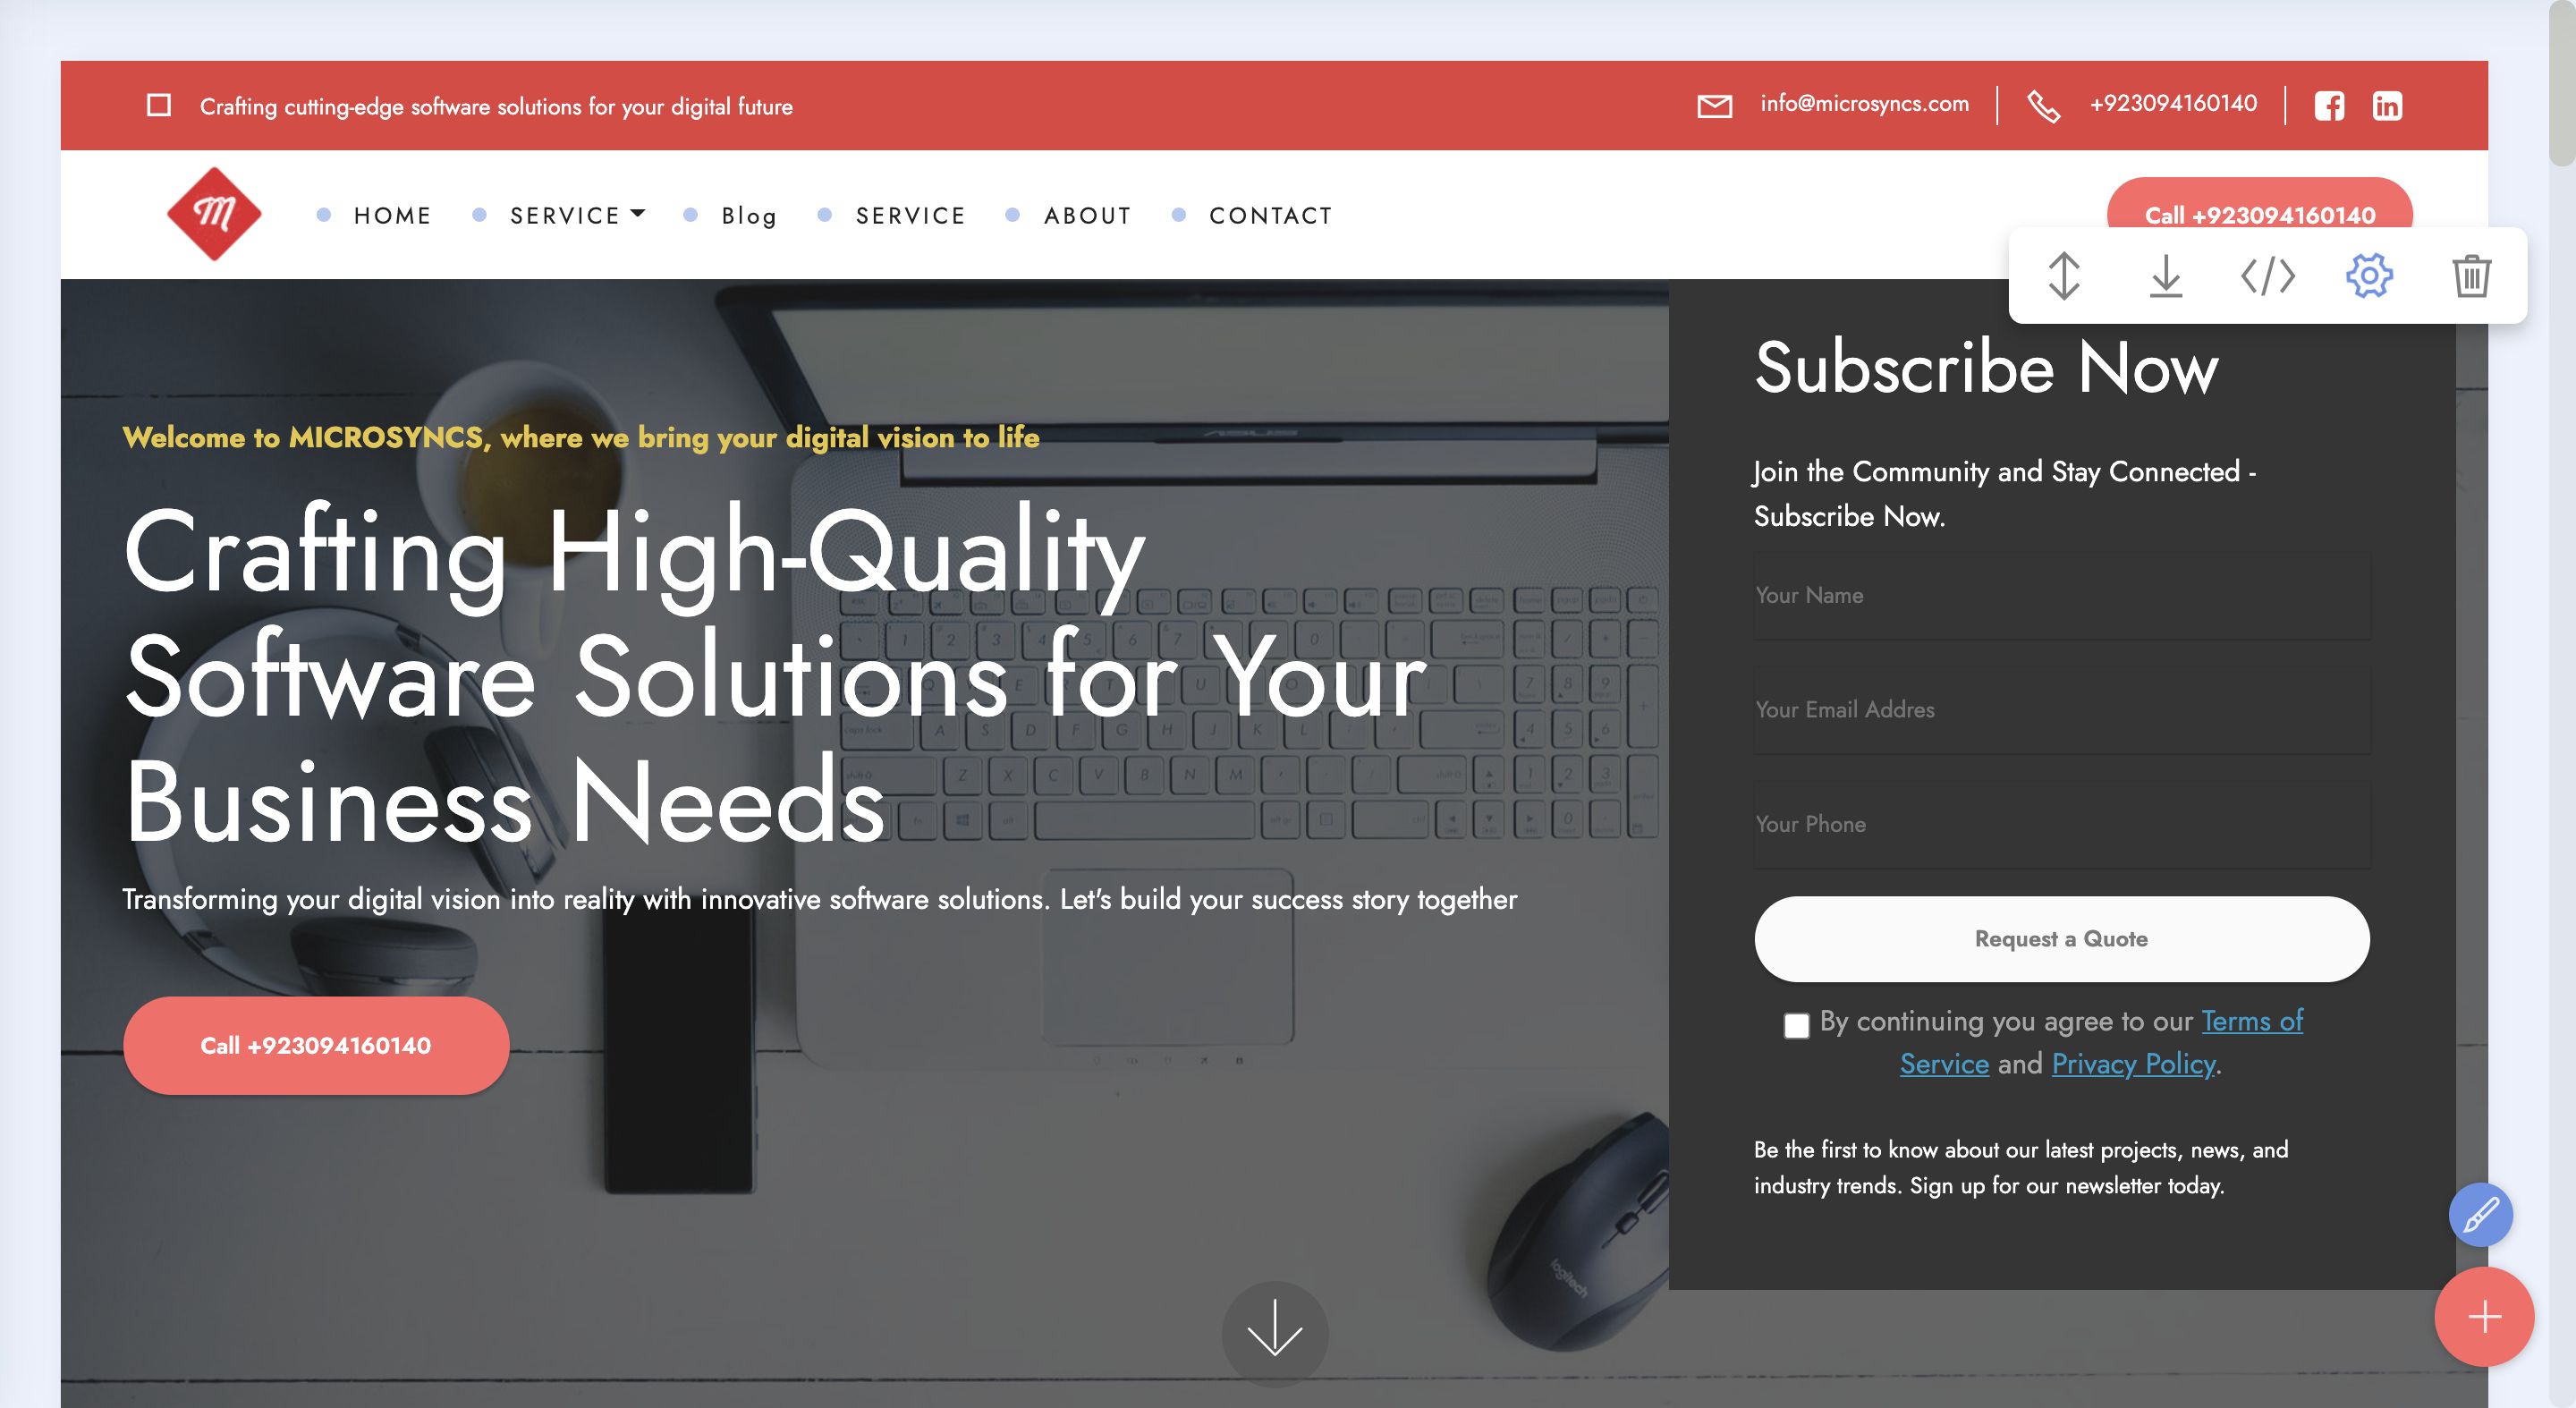 Crafting cutting-edge software solutions for your digital future
info@microsyncs.com
+923094160140
M
HOME
SERVICE
Blog
SERVICE
ABOUT
CONTACT
Call +923094160140
Subscribe Now
Welcome to MICROSYNCS, where we bring your digital vision to life
Crafting High-Quality
Software Solutions for Your
Business Needs
Transforming your digital vision into reality with innovative software solutions. Let's build your success story together
Call +923094160140
Join the Community and Stay Connected -
Subscribe Now.
Your Name
Your Email Addres
Your Phone
Request a Quote
By continuing you agree to our Terms of
Service and Privacy Policy.
Be the first to know about our latest projects, news, and
industry trends. Sign up for our newsletter today.
ASUS
logitech